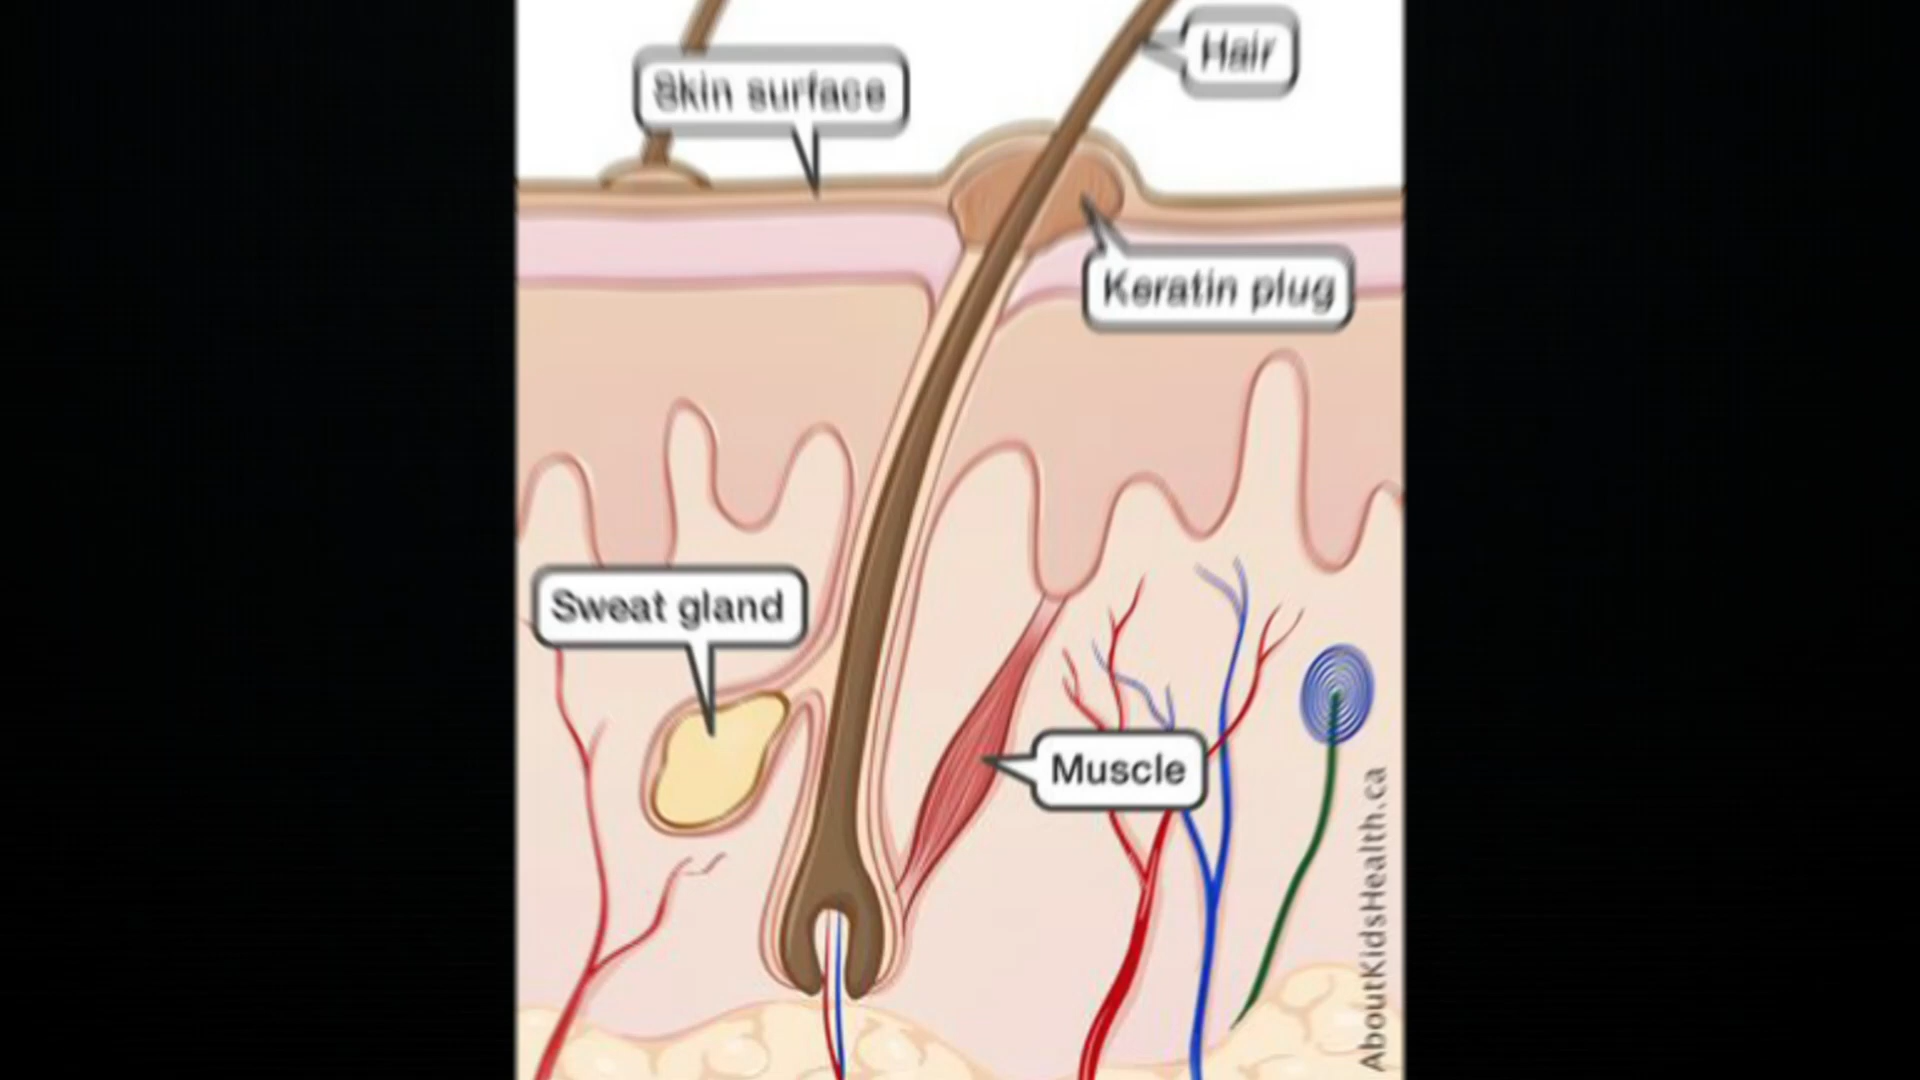 Hair
Skin surface
Keratin plug
Sweat gland
Muscle
AboutKidsHealth.ca